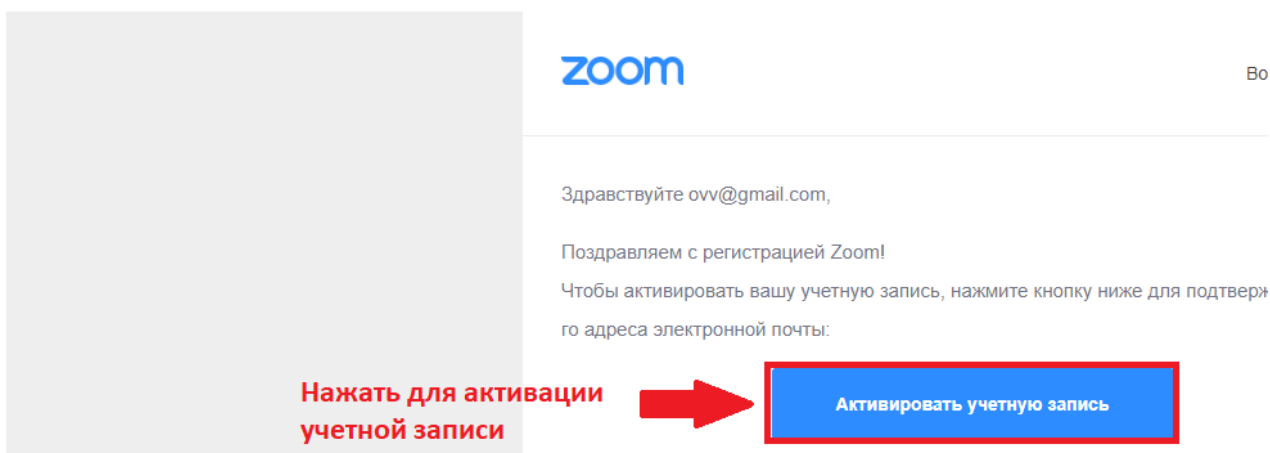 zoom
Во
Здравствуйте ovv@gmail.com,
Поздравляем с регистрацией Zoom!
Чтобы активировать вашу учетную запись, нажмите кнопку ниже для подтверж
го адреса электронной почты:
Нажать для активации
учетной записи
Активировать учетную запись